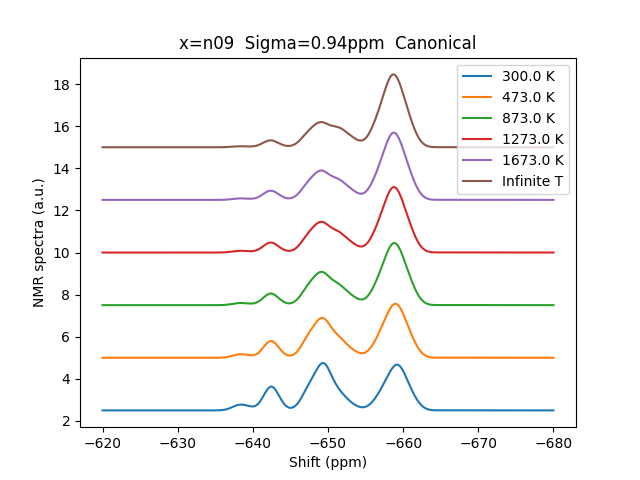 x=n09  Sigma=0.94ppm  Canonical
NMR spectra (a.u.)
18
16
14
12
10
8
6
4
2
300.0 K
473.0 K
873.0 K
1273.0 K
1673.0 K
Infinite T
−620 −630 −640 −650 −660 −670 −680
Shift (ppm)